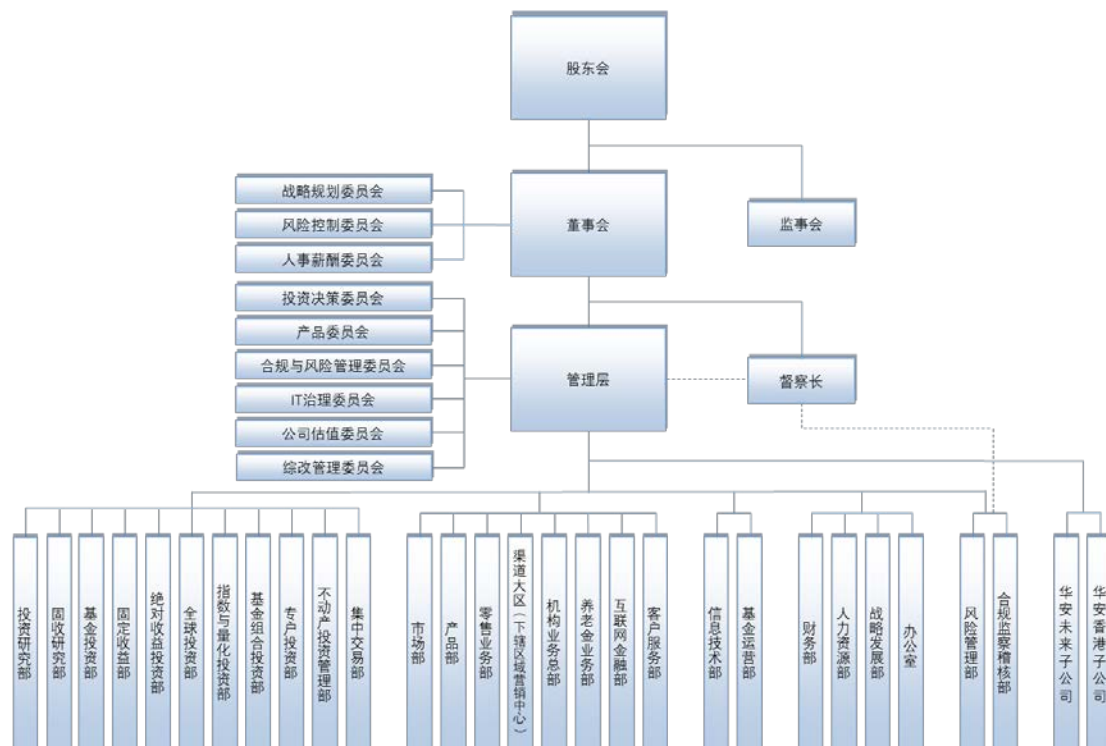 股东会
董事会
监事会
战略规划委员会
风险控制委员会
人事薪酬委员会
管理层
督察长
投资决策委员会
产品委员会
合规与风险管理委员会
IT治理委员会
公司估值委员会
综改管理委员会
投资研究部
固收研究部
基金投资部
固定收益部
绝对收益投资部
全球投资部
指数与量化投资部
基金组合投资部
专户投资部
不动产投资管理部
集中交易部
市场部
产品部
零售业务部
渠道大区（下辖区域营销中心）
机构业务总部
养老金业务部
互联网金融部
客户服务部
信息技术部
基金运营部
财务部
人力资源部
战略发展部
办公室
风险管理部
合规监察稽核部
华安未来子公司
华安香港子公司